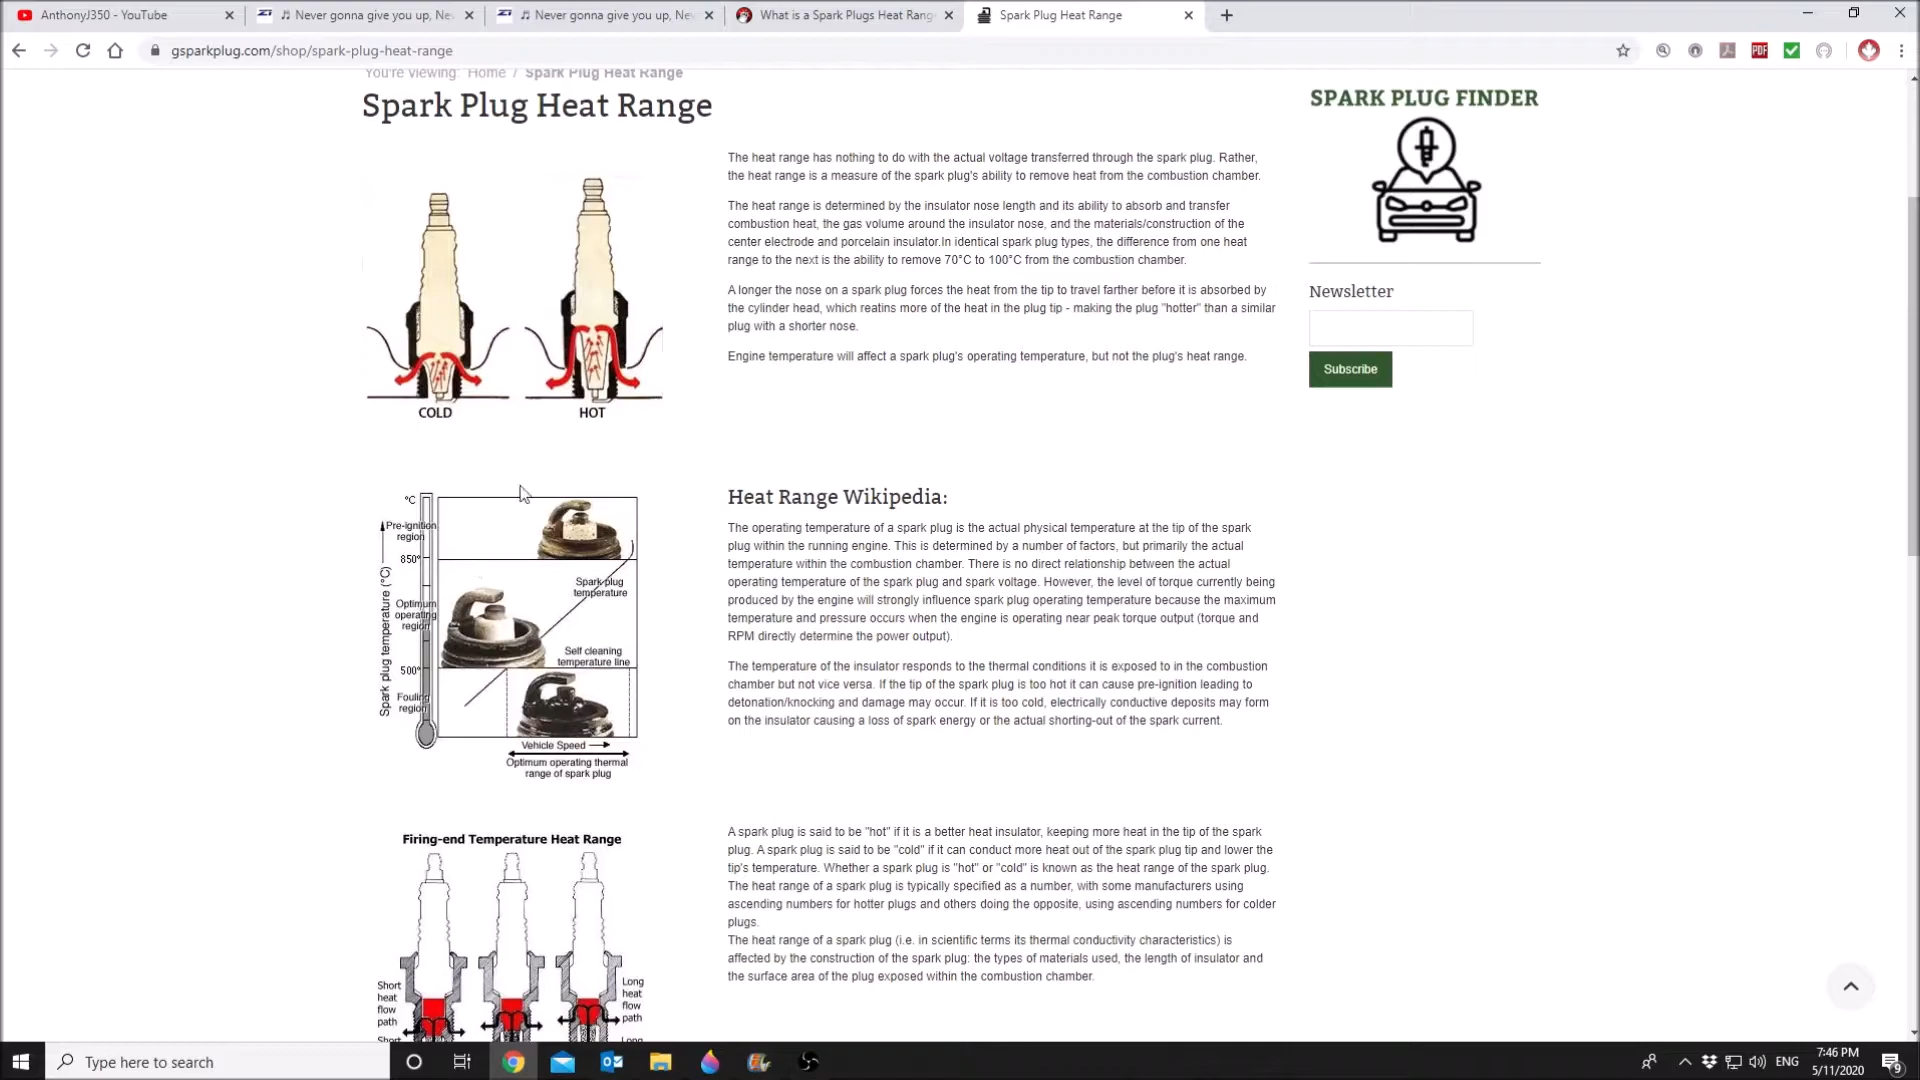 AnthonyJ350 - YouTube
♫ Never gonna give you up, Nev
♫ Never gonna give you up, Nev
What is a Spark Plugs Heat Rang
Spark Plug Heat Range
gsparkplug.com/shop/spark-plug-heat-range
PDF
You're viewing: Home / Spark Plug Heat Range
Spark Plug Heat Range
The heat range has nothing to do with the actual voltage transferred through the spark plug. Rather,
the heat range is a measure of the spark plug's ability to remove heat from the combustion chamber.
The heat range is determined by the insulator nose length and its ability to absorb and transfer
combustion heat, the gas volume around the insulator nose, and the materials/construction of the
center electrode and porcelain insulator.In identical spark plug types, the difference from one heat
range to the next is the ability to remove 70°C to 100°C from the combustion chamber.
A longer the nose on a spark plug forces the heat from the tip to travel farther before it is absorbed by
the cylinder head, which reatins more of the heat in the plug tip - making the plug "hotter" than a similar
plug with a shorter nose.
Engine temperature will affect a spark plug's operating temperature, but not the plug's heat range.
COLD
HOT
SPARK PLUG FINDER
Newsletter
Subscribe
°C
Pre-ignition
region
850°
Optimum
operating
region
500°
Fouling
region
Spark plug temperature (°C)
Spark plug
temperature
Self cleaning
temperature line
Vehicle Speed
Optimum operating thermal
range of spark plug
Heat Range Wikipedia:
The operating temperature of a spark plug is the actual physical temperature at the tip of the spark
plug within the running engine. This is determined by a number of factors, but primarily the actual
temperature within the combustion chamber. There is no direct relationship between the actual
operating temperature of the spark plug and spark voltage. However, the level of torque currently being
produced by the engine will strongly influence spark plug operating temperature because the maximum
temperature and pressure occurs when the engine is operating near peak torque output (torque and
RPM directly determine the power output).
The temperature of the insulator responds to the thermal conditions it is exposed to in the combustion
chamber but not vice versa. If the tip of the spark plug is too hot it can cause pre-ignition leading to
detonation/knocking and damage may occur. If it is too cold, electrically conductive deposits may form
on the insulator causing a loss of spark energy or the actual shorting-out of the spark current.
Firing-end Temperature Heat Range
Short
heat
flow
path
Short
Long
heat
flow
path
Long
A spark plug is said to be "hot" if it is a better heat insulator, keeping more heat in the tip of the spark
plug. A spark plug is said to be "cold" if it can conduct more heat out of the spark plug tip and lower the
tip's temperature. Whether a spark plug is "hot" or "cold" is known as the heat range of the spark plug.
The heat range of a spark plug is typically specified as a number, with some manufacturers using
ascending numbers for hotter plugs and others doing the opposite, using ascending numbers for colder
plugs.
The heat range of a spark plug (i.e. in scientific terms its thermal conductivity characteristics) is
affected by the construction of the spark plug: the types of materials used, the length of insulator and
the surface area of the plug exposed within the combustion chamber.
Type here to search
ENG
7:46 PM
5/11/2020
9